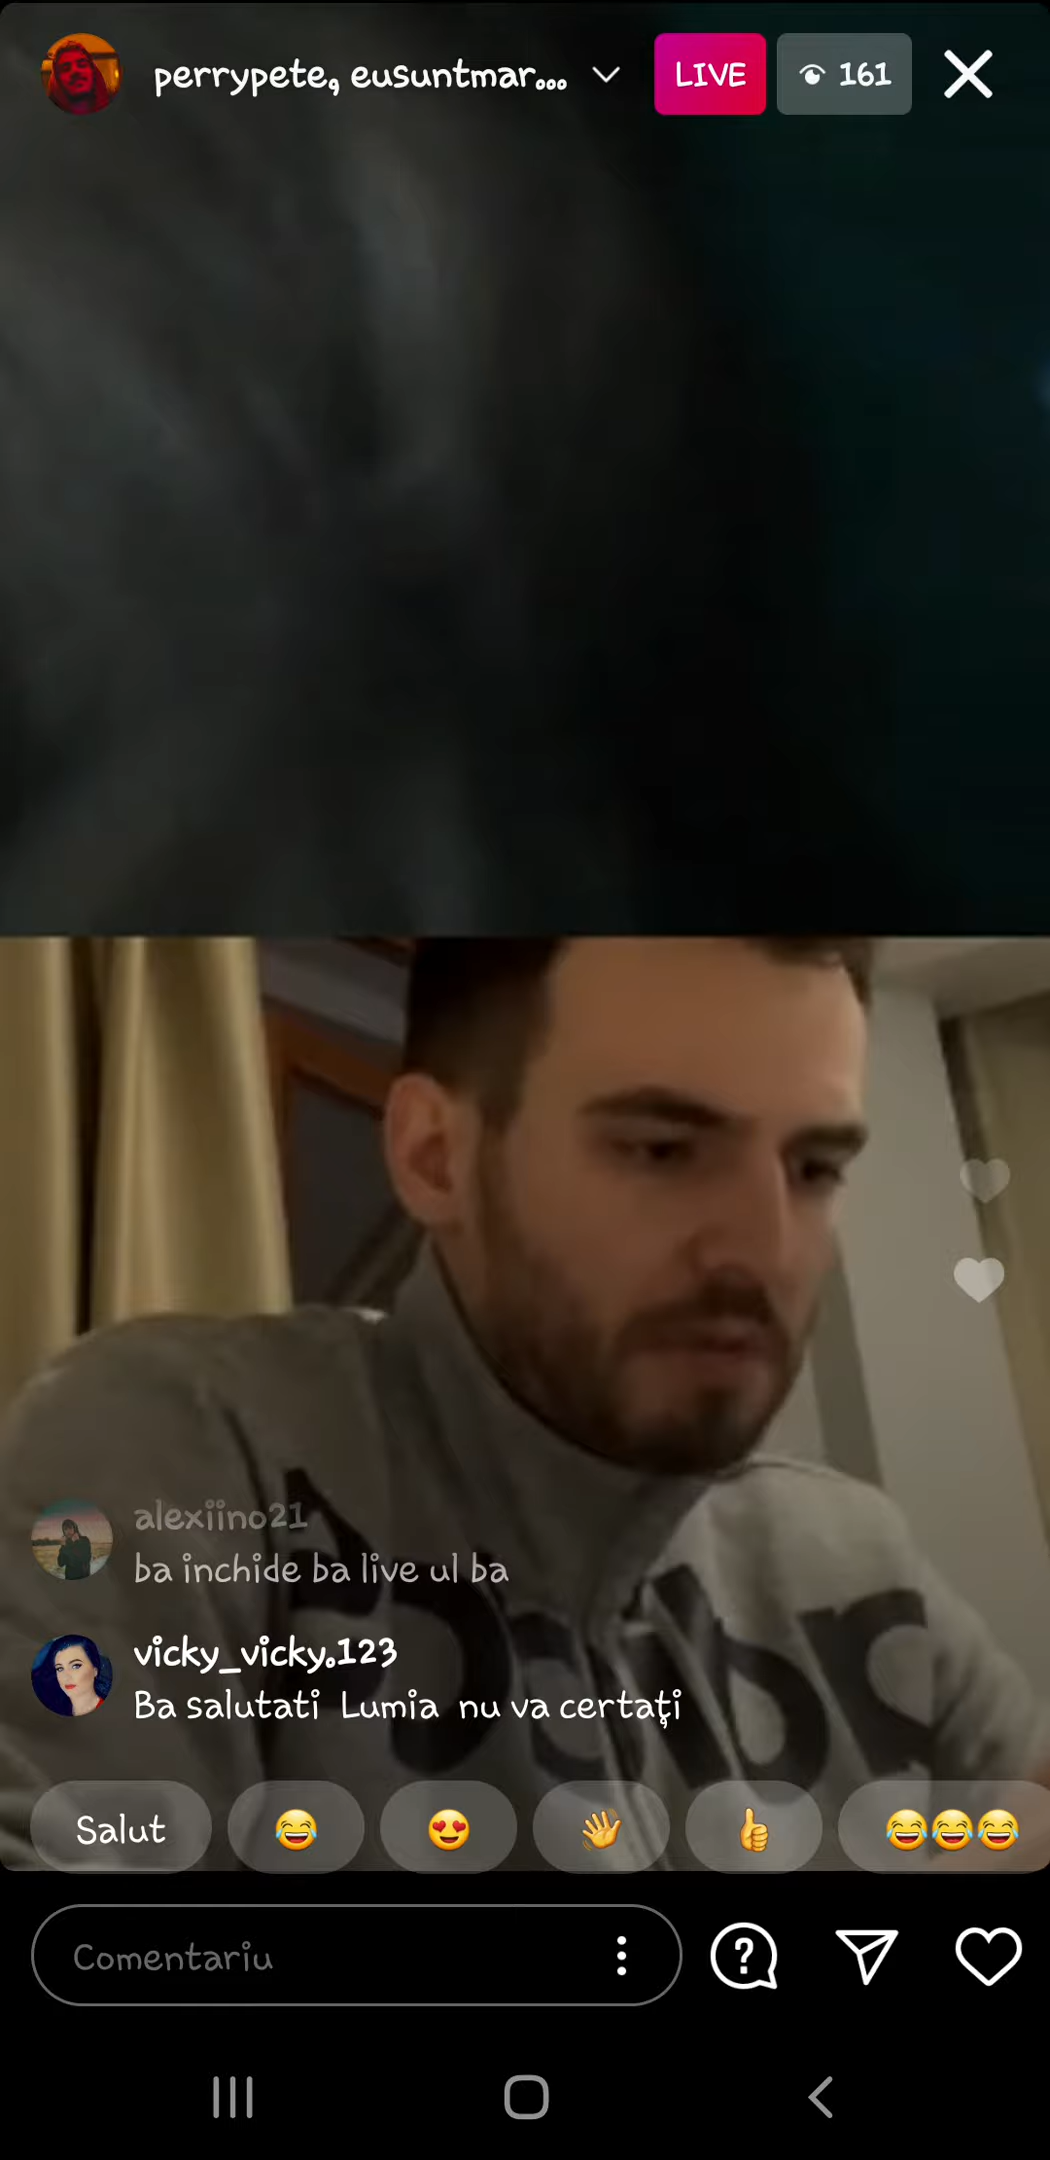 perrypete, eusuntmar...
LIVE
161
alexiino21
ba inchide ba live ul ba
vicky_vicky.123
Ba salutati Lumia nu va certați
Salut
Comentariu